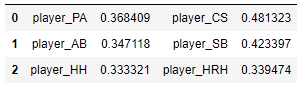 0 player_PA 0.368409 player_CS 0.481323
1 player_AB 0.347118 player_SB 0.423397
2 player_HH 0.333321 player_HRH 0.339474